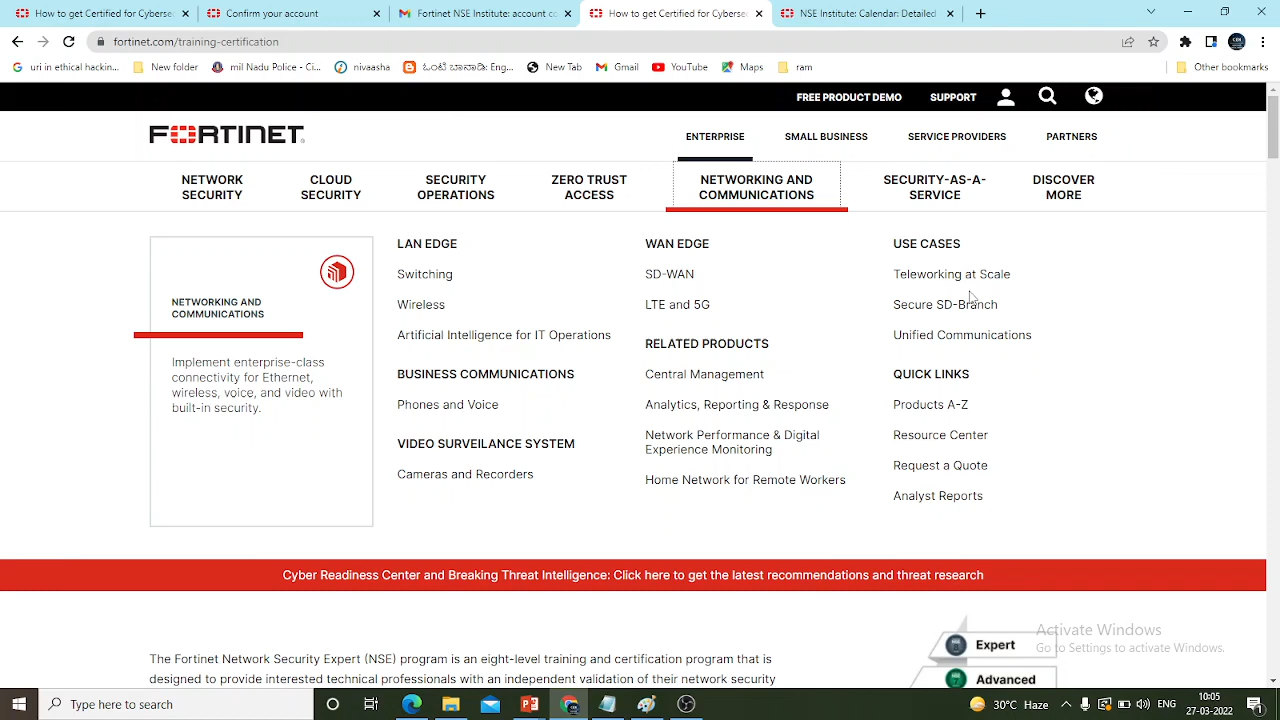 How to get Certified for Cyberse
Confirm your account
Fortinet NSE Institute: account co
How to get Certified for Cyberse
NSE Institute: Calendar: Detailed
fortinet.com/training-certification
uri in ethical hackin...
New folder
mil Nadu Police - Ci...
nivaasha
New Tab
Gmail
YouTube
Maps
ram
Other bookmarks
FREE PRODUCT DEMO
SUPPORT
FORTINET
ENTERPRISE
SMALL BUSINESS
SERVICE PROVIDERS
PARTNERS
NETWORK
SECURITY
CLOUD
SECURITY
SECURITY
OPERATIONS
ZERO TRUST
ACCESS
NETWORKING AND
COMMUNICATIONS
SECURITY-AS-A-
SERVICE
DISCOVER
MORE
NETWORKING AND
COMMUNICATIONS
Implement enterprise-class
connectivity for Ethernet,
wireless, voice, and video with
built-in security.
LAN EDGE
Switching
Wireless
Artificial Intelligence for IT Operations
BUSINESS COMMUNICATIONS
Phones and Voice
VIDEO SURVEILANCE SYSTEM
Cameras and Recorders
WAN EDGE
SD-WAN
LTE and 5G
RELATED PRODUCTS
Central Management
Analytics, Reporting & Response
Network Performance & Digital
Experience Monitoring
Home Network for Remote Workers
USE CASES
Teleworking at Scale
Secure SD-Branch
Unified Communications
QUICK LINKS
Products A-Z
Resource Center
Request a Quote
Analyst Reports
Cyber Readiness Center and Breaking Threat Intelligence: Click here to get the latest recommendations and threat research
The Fortinet Network Security Expert (NSE) program is an eight-level training and certification program that is
designed to provide interested technical professionals with an independent validation of their network security
Expert
Advanced
Activate Windows
Go to Settings to activate Windows.
Type here to search
30°C Haze
ENG
10:05
27-03-2022